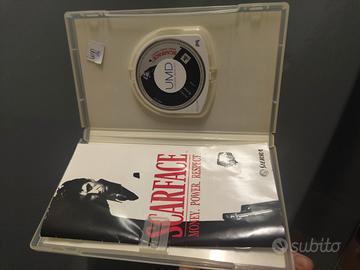 UMD
SCARFACE
MONEY. POWER. RESPECT.
SIERRA
subito